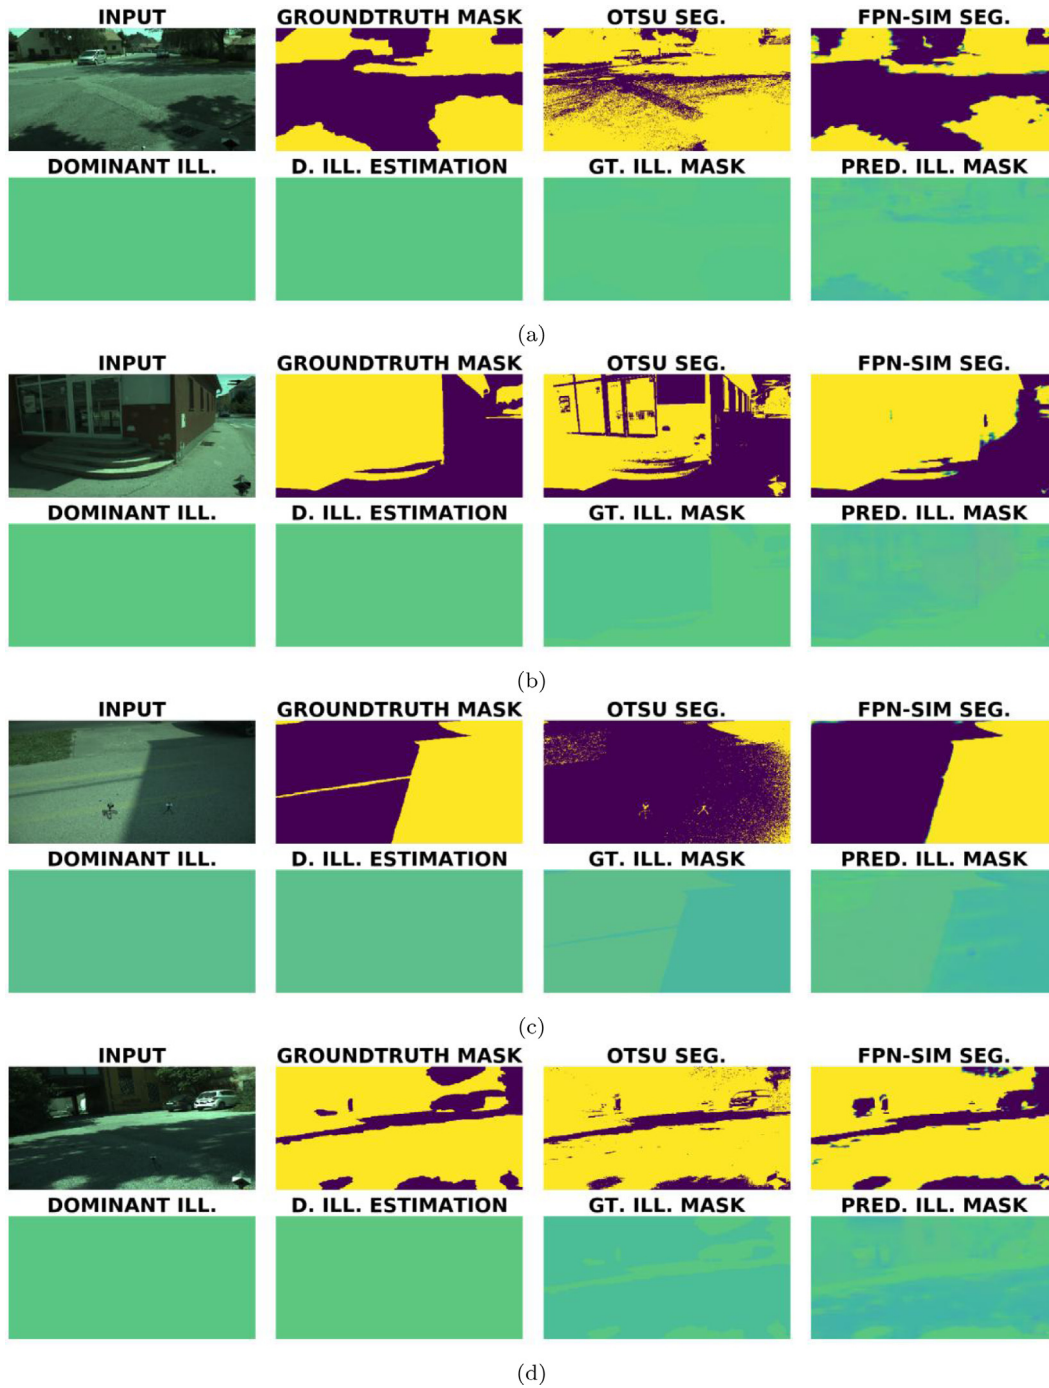 INPUT GROUNDTRUTH MASK OTSU SEG. FPN-SIM SEG.
DOMINANT ILL. D. ILL. ESTIMATION GT. ILL. MASK PRED. ILL. MASK
(a)
INPUT GROUNDTRUTH MASK OTSU SEG. FPN-SIM SEG.
DOMINANT ILL. D. ILL. ESTIMATION GT. ILL. MASK PRED. ILL. MASK
(b)
INPUT GROUNDTRUTH MASK OTSU SEG. FPN-SIM SEG.
DOMINANT ILL. D. ILL. ESTIMATION GT. ILL. MASK PRED. ILL. MASK
(c)
INPUT GROUNDTRUTH MASK OTSU SEG. FPN-SIM SEG.
DOMINANT ILL. D. ILL. ESTIMATION GT. ILL. MASK PRED. ILL. MASK
(d)